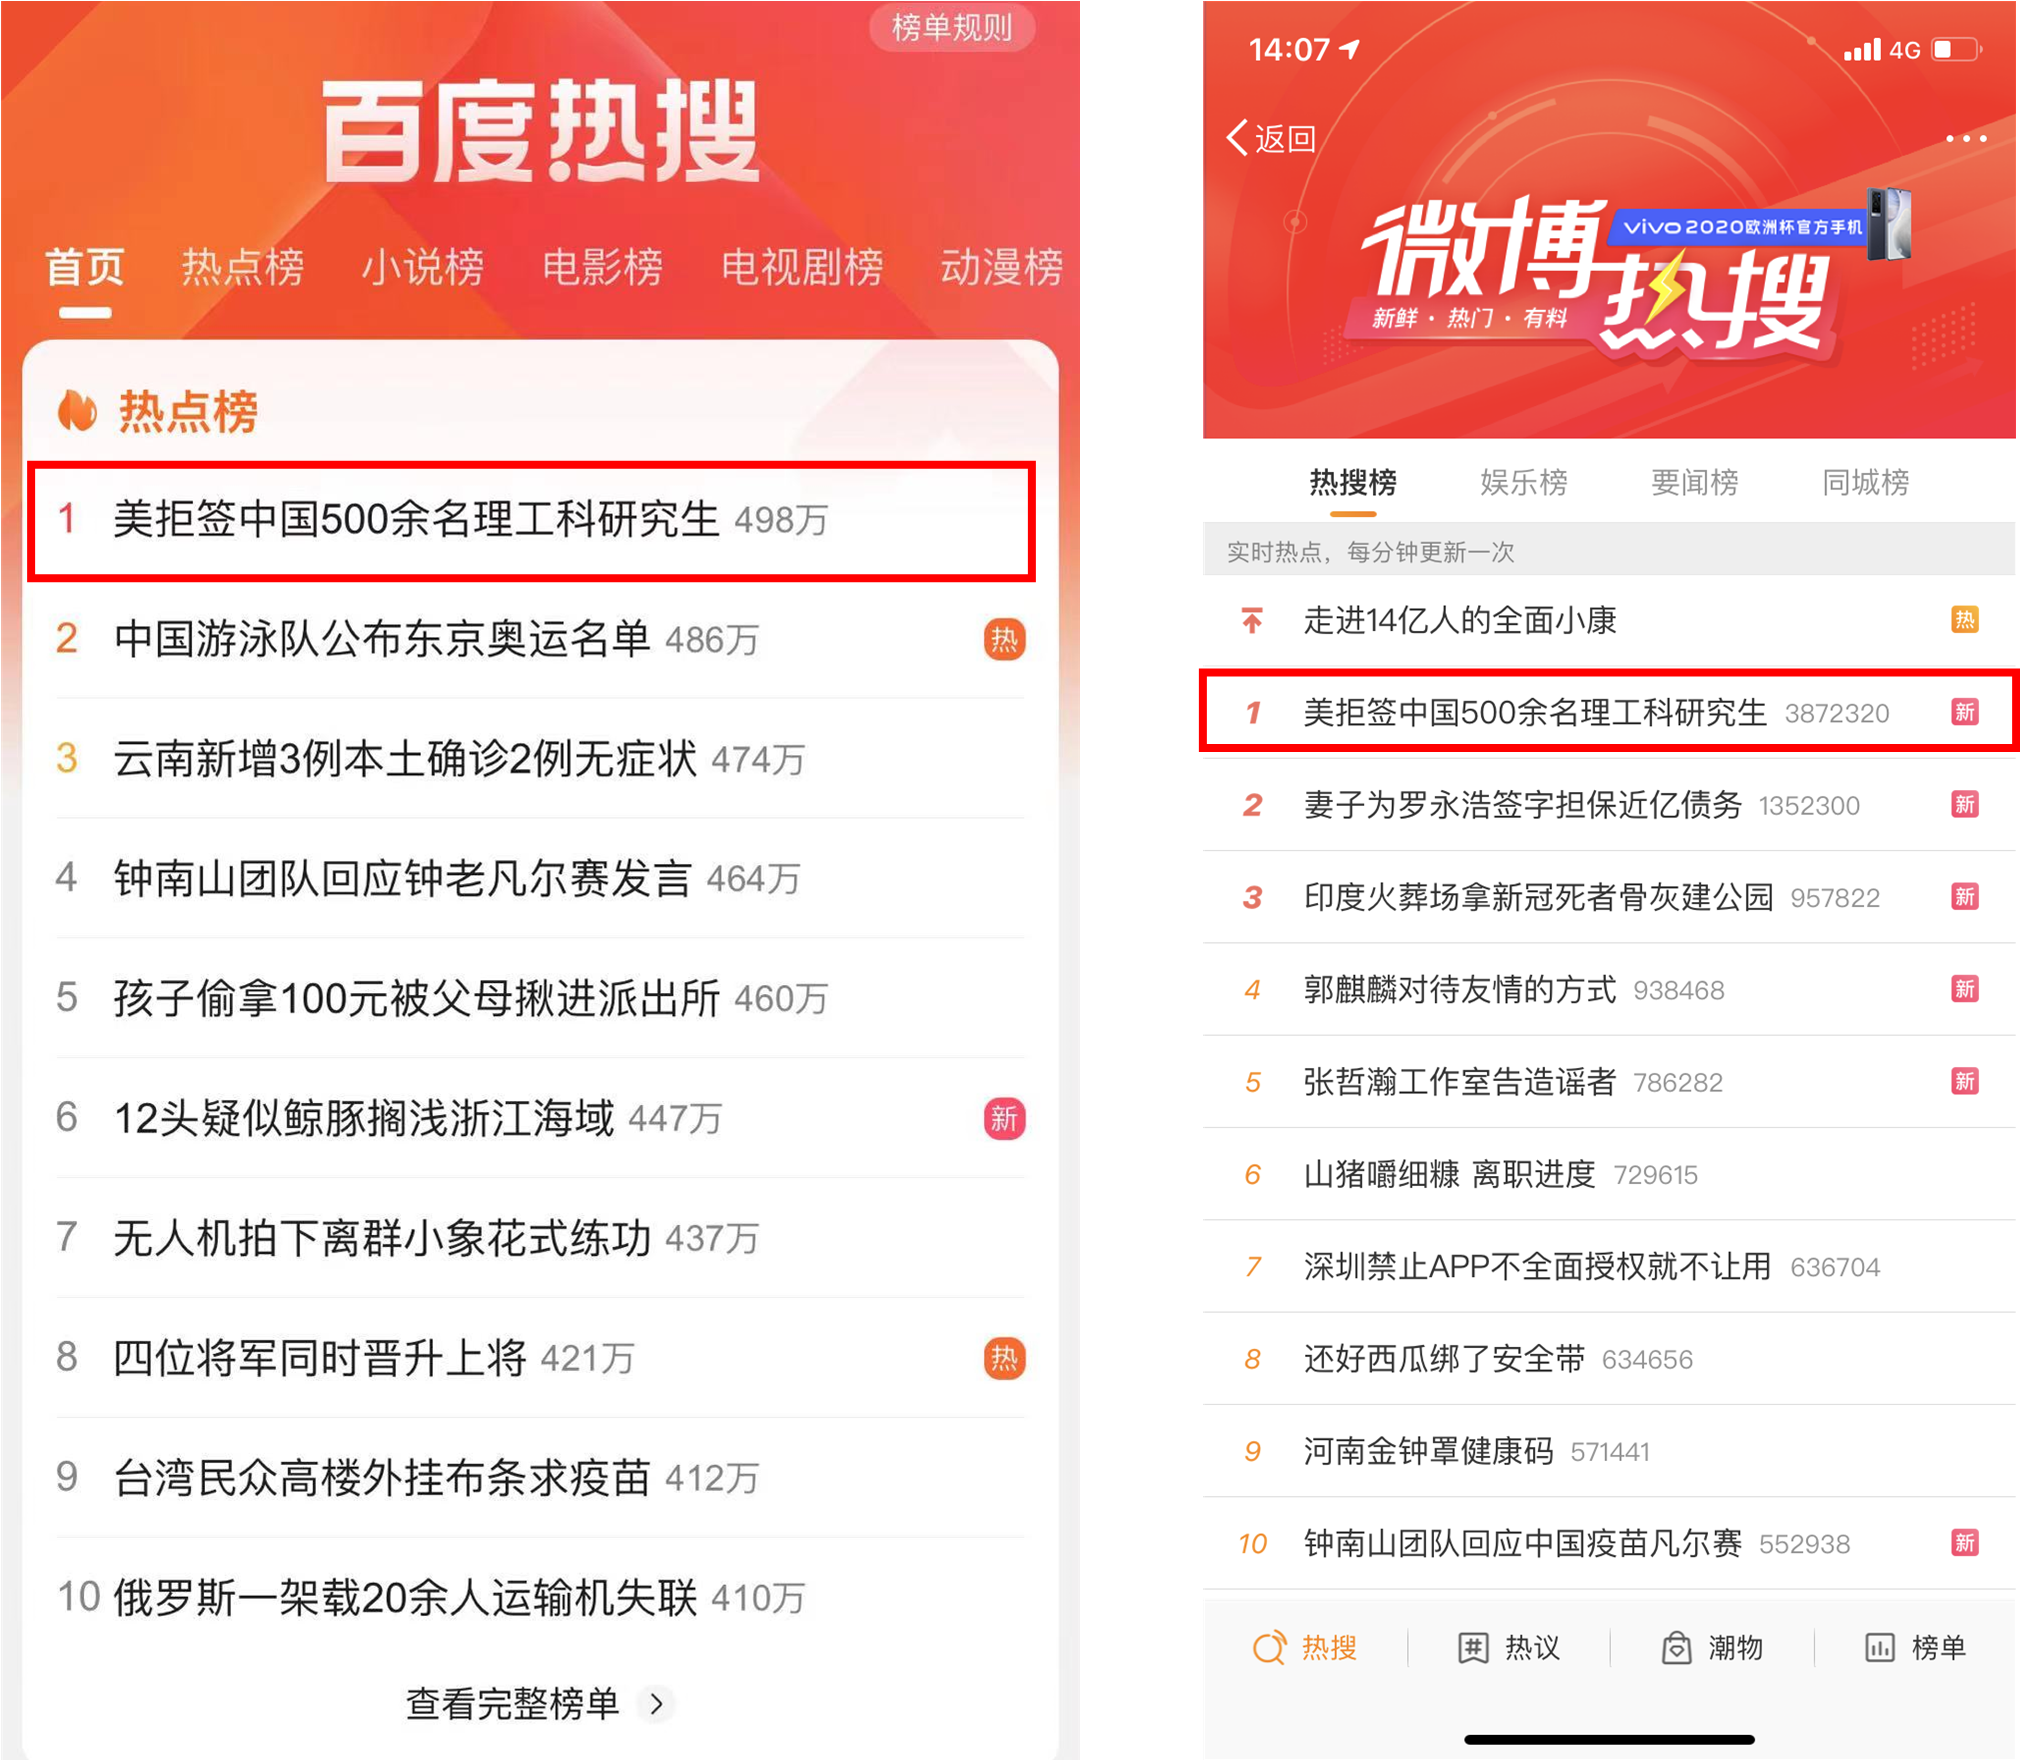 榜单规则
百度热搜
首页 热点榜 小说榜 电影榜 电视剧榜 动漫榜
热点榜
1 美拒签中国500余名理工科研究生 498万
2 中国游泳队公布东京奥运名单 486万 热
3 云南新增3例本土确诊2例无症状 474万
4 钟南山团队回应钟老凡尔赛发言 464万
5 孩子偷拿100元被父母揪进派出所 460万
6 12头疑似鲸豚搁浅浙江海域 447万 新
7 无人机拍下离群小象花式练功 437万
8 四位将军同时晋升上将 421万 热
9 台湾民众高楼外挂布条求疫苗 412万
10 俄罗斯一架载20余人运输机失联 410万
查看完整榜单
14:07 4G
返回
微博热搜
vivo 2020欧洲杯官方手机
新鲜·热门·有料
热搜榜 娱乐榜 要闻榜 同城榜
实时热点，每分钟更新一次
走进14亿人的全面小康 热
1 美拒签中国500余名理工科研究生 3872320 新
2 妻子为罗永浩签字担保近亿债务 1352300 新
3 印度火葬场拿新冠死者骨灰建公园 957822 新
4 郭麒麟对待友情的方式 938468 新
5 张哲瀚工作室告造谣者 786282 新
6 山猪嚼细糠 离职进度 729615
7 深圳禁止APP不全面授权就不让用 636704
8 还好西瓜绑了安全带 634656
9 河南金钟罩健康码 571441
10 钟南山团队回应中国疫苗凡尔赛 552938 新
热搜 热议 潮物 榜单